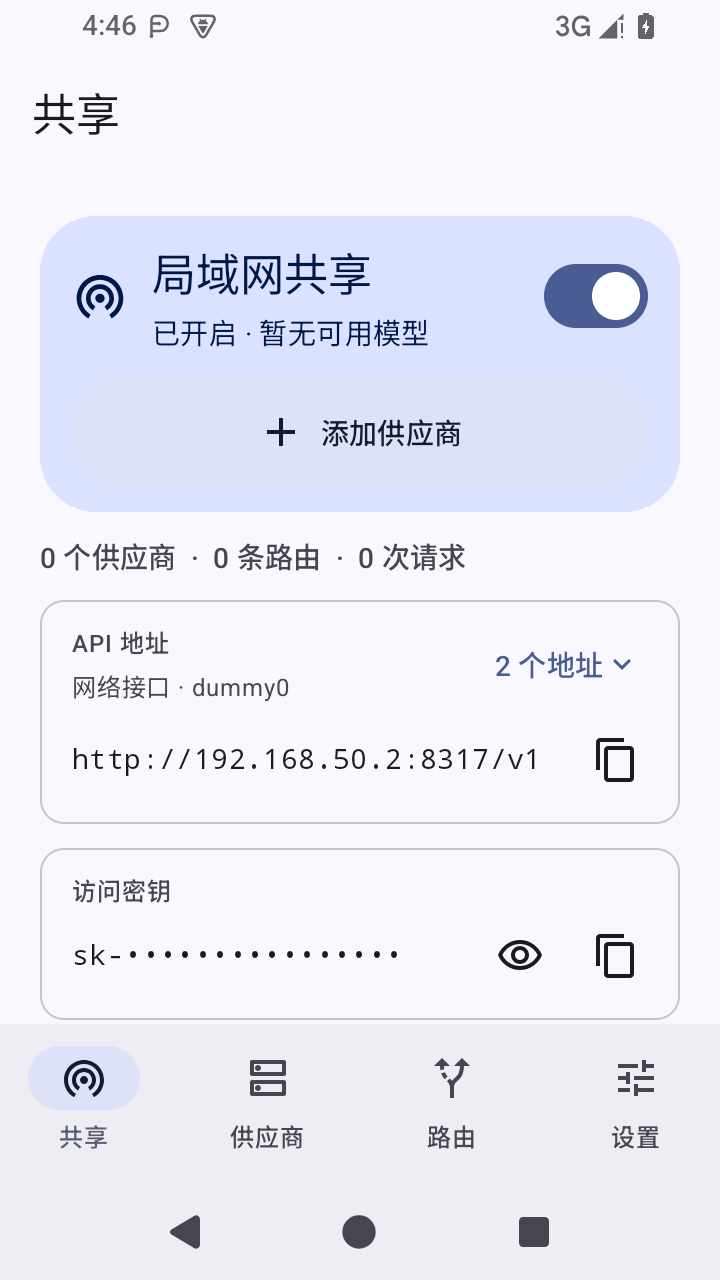 4:46
3G
共享
局域网共享
已开启 · 暂无可用模型
添加供应商
0 个供应商 · 0 条路由 · 0 次请求
API 地址
2 个地址
网络接口 · dummy0
http://192.168.50.2:8317/v1
访问密钥
sk-••••••••••••••••
共享
供应商
路由
设置